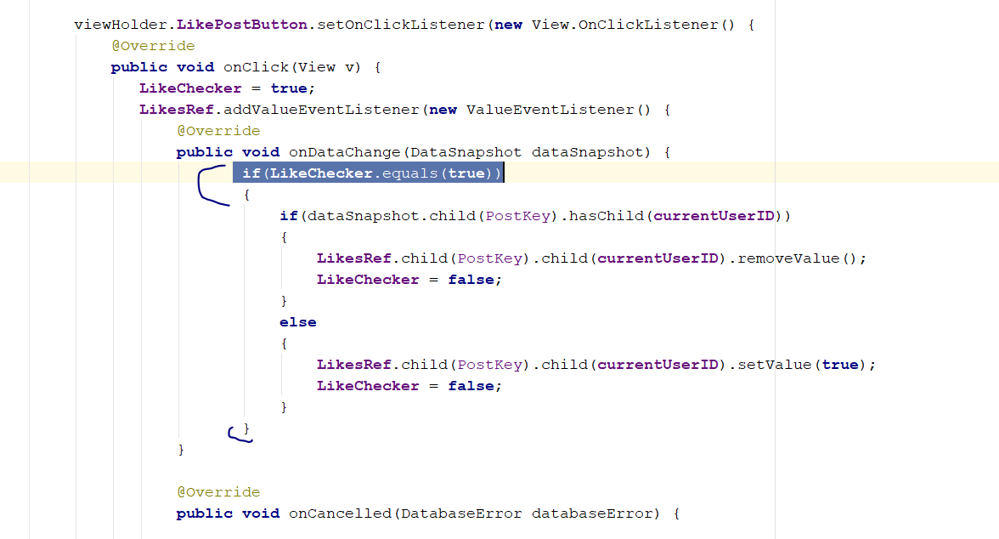 viewHolder.LikePostButton.setOnClickListener(new View.OnClickListener() {
@Override
public void onClick(View v) {
LikeChecker = true;
LikesRef.addValueEventListener(new ValueEventListener() {
@Override
public void onDataChange(DataSnapshot dataSnapshot) {
if(LikeChecker.equals(true))
{
if(dataSnapshot.child(PostKey).hasChild(currentUserID))
{
LikesRef.child(PostKey).child(currentUserID).removeValue();
LikeChecker = false;
}
else
{
LikesRef.child(PostKey).child(currentUserID).setValue(true);
LikeChecker = false;
}
}
}
@Override
public void onCancelled(DatabaseError databaseError) {